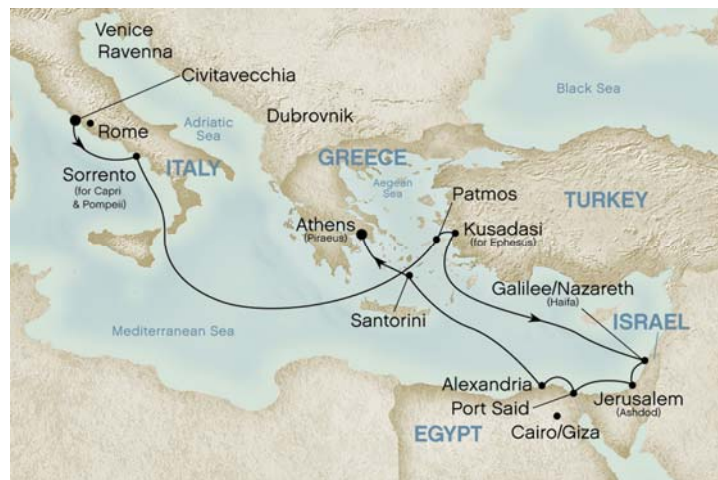 Venice
Ravenna
Civitavecchia
Rome
Adriatic
Sea
Dubrovnik
Black Sea
ITALY
GREECE
Sorrento
(for Capri
& Pompeii)
Aegean
Sea
Patmos
TURKEY
Athens
(Piraeus)
Kusadasi
(for Ephesus)
Galilee/Nazareth
(Haifa)
Santorini
ISRAEL
Mediterranean Sea
Alexandria
Port Said
Jerusalem
(Ashdod)
EGYPT
Cairo/Giza